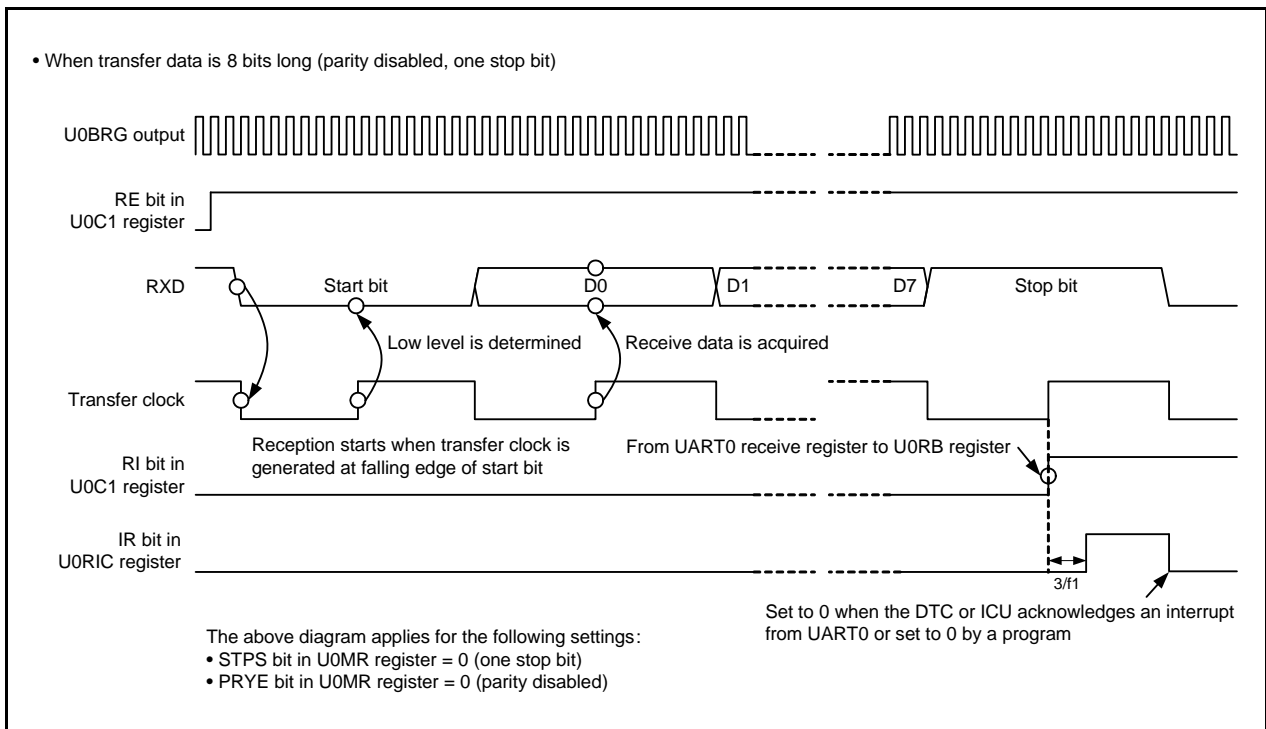 • When transfer data is 8 bits long (parity disabled, one stop bit)
U0BRG output
RE bit in
U0C1 register
RXD
Start bit
D0
D1
D7
Stop bit
Low level is determined
Receive data is acquired
Transfer clock
Reception starts when transfer clock is
generated at falling edge of start bit
From UART0 receive register to U0RB register
RI bit in
U0C1 register
IR bit in
U0RIC register
3/f1
Set to 0 when the DTC or ICU acknowledges an interrupt
from UART0 or set to 0 by a program
The above diagram applies for the following settings:
• STPS bit in U0MR register = 0 (one stop bit)
• PRYE bit in U0MR register = 0 (parity disabled)